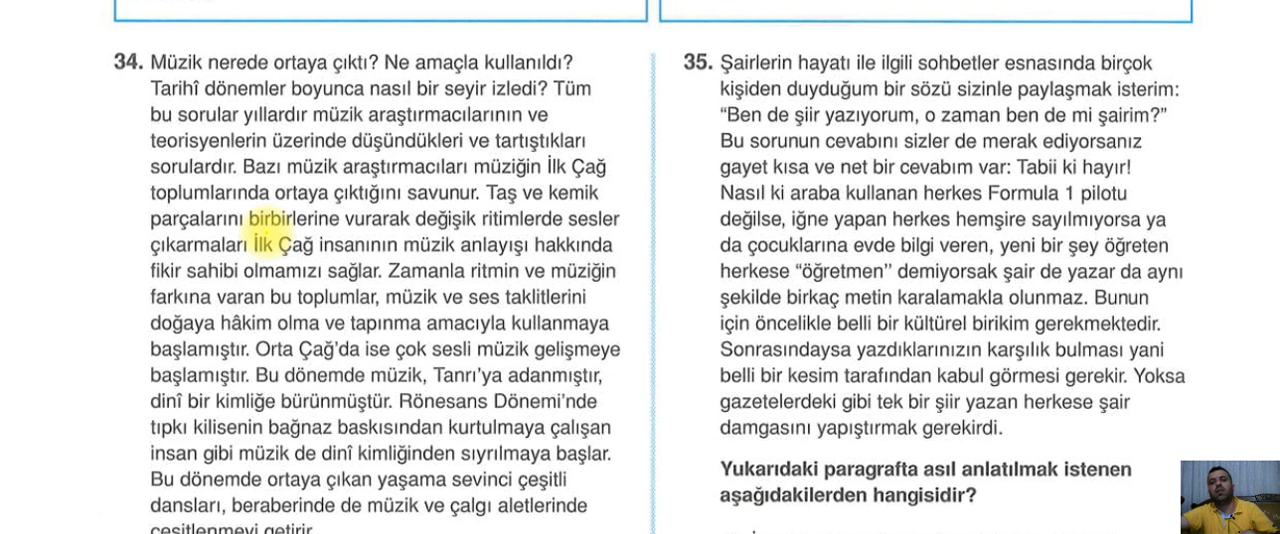 34. Müzik nerede ortaya çıktı? Ne amaçla kullanıldı?
Tarihî dönemler boyunca nasıl bir seyir izledi? Tüm
bu sorular yıllardır müzik araştırmacılarının ve
teorisyenlerin üzerinde düşündükleri ve tartıştıkları
sorulardır. Bazı müzik araştırmacıları müziğin İlk Çağ
toplumlarında ortaya çıktığını savunur. Taş ve kemik
parçalarını birbirlerine vurarak değişik ritimlerde sesler
çıkarmaları İlk Çağ insanının müzik anlayışı hakkında
fikir sahibi olmamızı sağlar. Zamanla ritmin ve müziğin
farkına varan bu toplumlar, müzik ve ses taklitlerini
doğaya hâkim olma ve tapınma amacıyla kullanmaya
başlamıştır. Orta Çağ'da ise çok sesli müzik gelişmeye
başlamıştır. Bu dönemde müzik, Tanrı'ya adanmıştır,
dinî bir kimliğe bürünmüştür. Rönesans Dönemi'nde
tıpkı kilisenin bağnaz baskısından kurtulmaya çalışan
insan gibi müzik de dinî kimliğinden sıyrılmaya başlar.
Bu dönemde ortaya çıkan yaşama sevinci çeşitli
dansları, beraberinde de müzik ve çalgı aletlerinde
çeşitlenmeyi getirir
35. Şairlerin hayatı ile ilgili sohbetler esnasında birçok
kişiden duyduğum bir sözü sizinle paylaşmak isterim:
"Ben de şiir yazıyorum, o zaman ben de mi şairim?"
Bu sorunun cevabını sizler de merak ediyorsanız
gayet kısa ve net bir cevabım var: Tabii ki hayır!
Nasıl ki araba kullanan herkes Formula 1 pilotu
değilse, iğne yapan herkes hemşire sayılmıyorsa ya
da çocuklarına evde bilgi veren, yeni bir şey öğreten
herkese "öğretmen" demiyorsak şair de yazar da aynı
şekilde birkaç metin karalamakla olunmaz. Bunun
için öncelikle belli bir kültürel birikim gerekmektedir.
Sonrasındaysa yazdıklarınızın karşılık bulması yani
belli bir kesim tarafından kabul görmesi gerekir. Yoksa
gazetelerdeki gibi tek bir şiir yazan herkese şair
damgasını yapıştırmak gerekirdi.
Yukarıdaki paragrafta asıl anlatılmak istenen
aşağıdakilerden hangisidir?